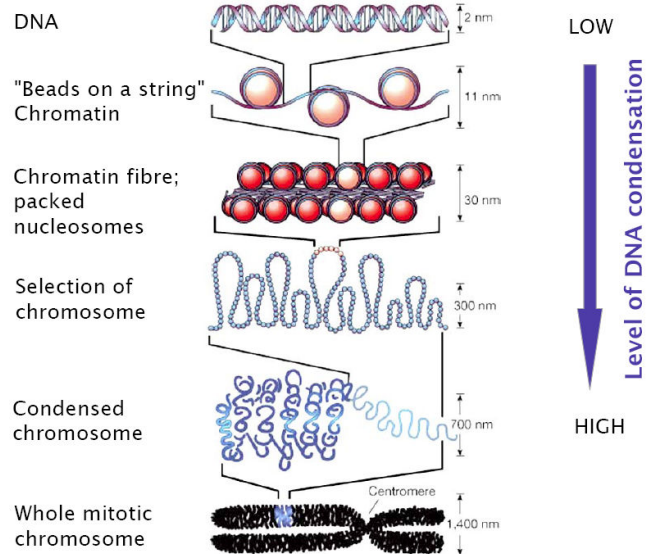 DNA
2 nm
LOW
"Beads on a string"
Chromatin
11 nm
Chromatin fibre;
packed
nucleosomes
30 nm
Level of DNA condensation
Selection of
chromosome
300 nm
Condensed
chromosome
700 nm
HIGH
Whole mitotic
chromosome
Centromere
1,400 nm